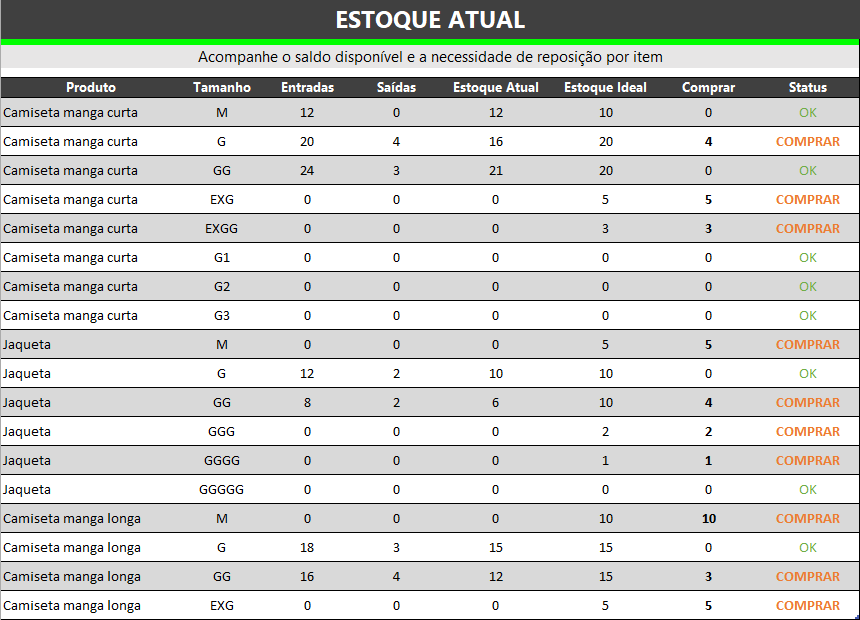 ESTOQUE ATUAL
Acompanhe o saldo disponível e a necessidade de reposição por item
Produto Tamanho Entradas Saídas Estoque Atual Estoque Ideal Comprar Status
Camiseta manga curta M 12 0 12 10 0 OK
Camiseta manga curta G 20 4 16 20 4 COMPRAR
Camiseta manga curta GG 24 3 21 20 0 OK
Camiseta manga curta EXG 0 0 0 5 5 COMPRAR
Camiseta manga curta EXGG 0 0 0 3 3 COMPRAR
Camiseta manga curta G1 0 0 0 0 0 OK
Camiseta manga curta G2 0 0 0 0 0 OK
Camiseta manga curta G3 0 0 0 0 0 OK
Jaqueta M 0 0 0 5 5 COMPRAR
Jaqueta G 12 2 10 10 0 OK
Jaqueta GG 8 2 6 10 4 COMPRAR
Jaqueta GGG 0 0 0 2 2 COMPRAR
Jaqueta GGGG 0 0 0 1 1 COMPRAR
Jaqueta GGGGG 0 0 0 0 0 OK
Camiseta manga longa M 0 0 0 10 10 COMPRAR
Camiseta manga longa G 18 3 15 15 0 OK
Camiseta manga longa GG 16 4 12 15 3 COMPRAR
Camiseta manga longa EXG 0 0 0 5 5 COMPRAR